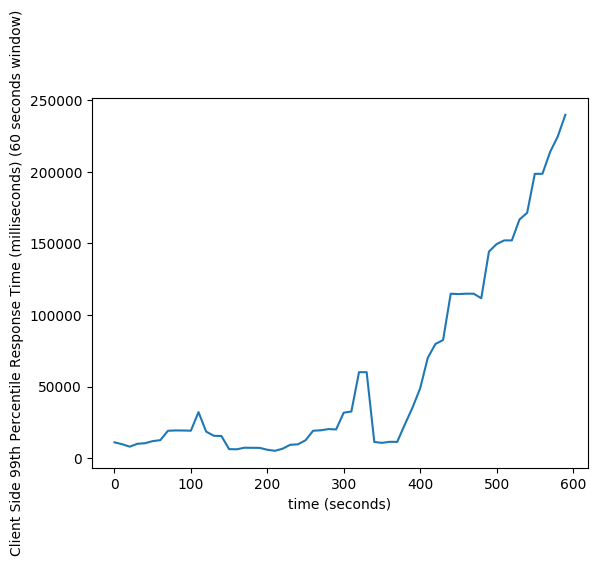 Client Side 99th Percentile Response Time (milliseconds) (60 seconds window)
250000
200000
150000
100000
50000
0
0 100 200 300 400 500 600
time (seconds)